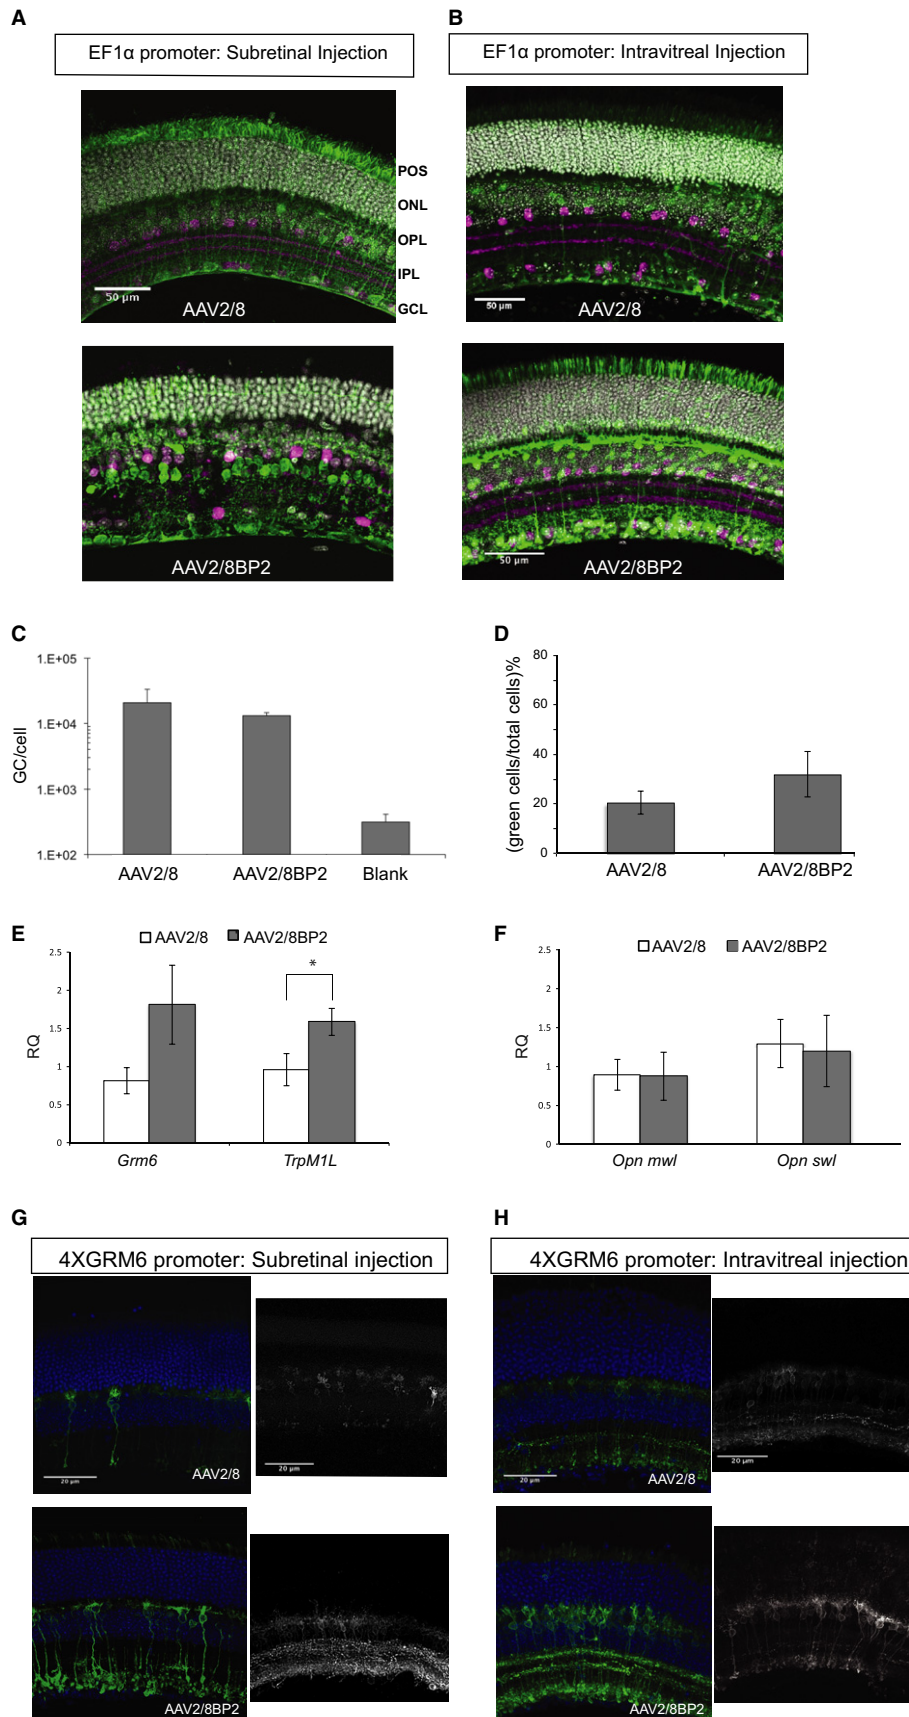 A
EF1α promoter: Subretinal Injection
POS
ONL
OPL
IPL
GCL
50 µm
AAV2/8
AAV2/8BP2
B
EF1α promoter: Intravitreal Injection
50 µm
AAV2/8
50 µm
AAV2/8BP2
C
GC/cell
1.E+05
1.E+04
1.E+03
1.E+02
AAV2/8
AAV2/8BP2
Blank
D
(green cells/total cells)%
80
60
40
20
0
AAV2/8
AAV2/8BP2
E
AAV2/8
AAV2/8BP2
RQ
2.5
2
1.5
1
0.5
0
*
Grm6
TrpM1L
F
AAV2/8
AAV2/8BP2
RQ
2.5
2
1.5
1
0.5
0
Opn mwl
Opn swl
G
4XGRM6 promoter: Subretinal injection
20 µm
AAV2/8
20 µm
AAV2/8BP2
H
4XGRM6 promoter: Intravitreal injection
20 µm
AAV2/8
20 µm
AAV2/8BP2